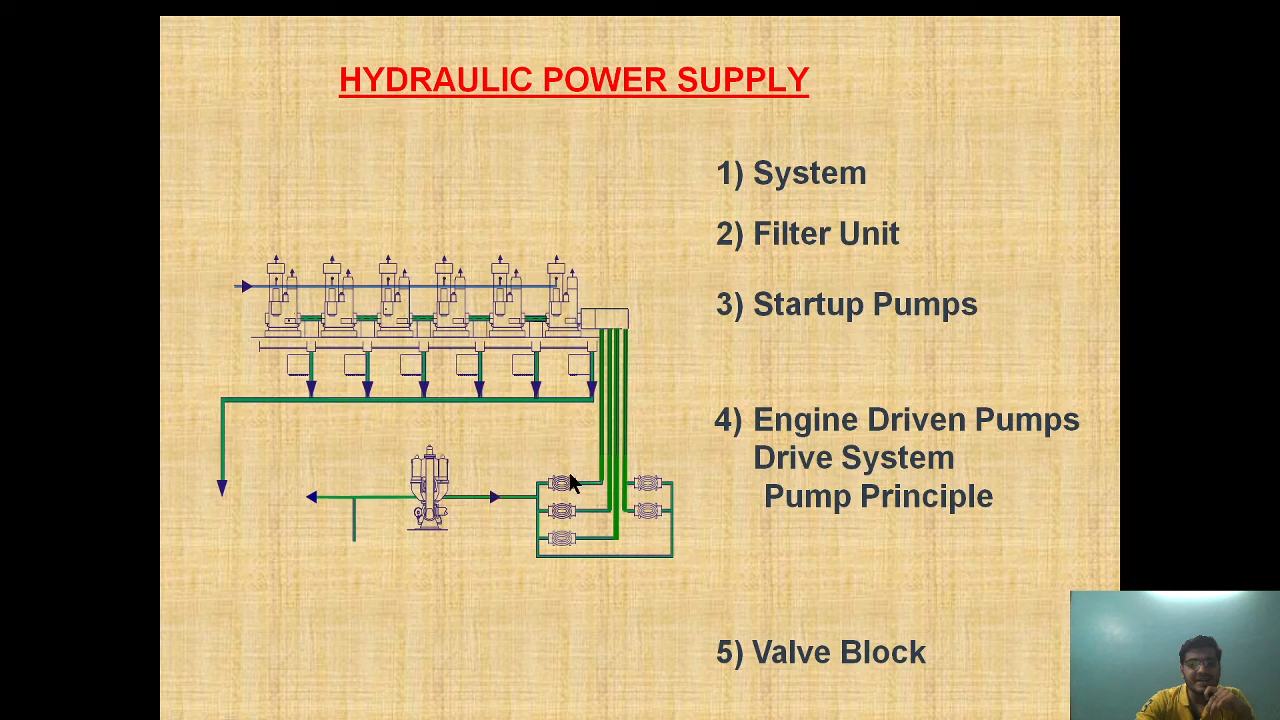 HYDRAULIC POWER SUPPLY
1) System
2) Filter Unit
3) Startup Pumps
4) Engine Driven Pumps
Drive System
Pump Principle
5) Valve Block